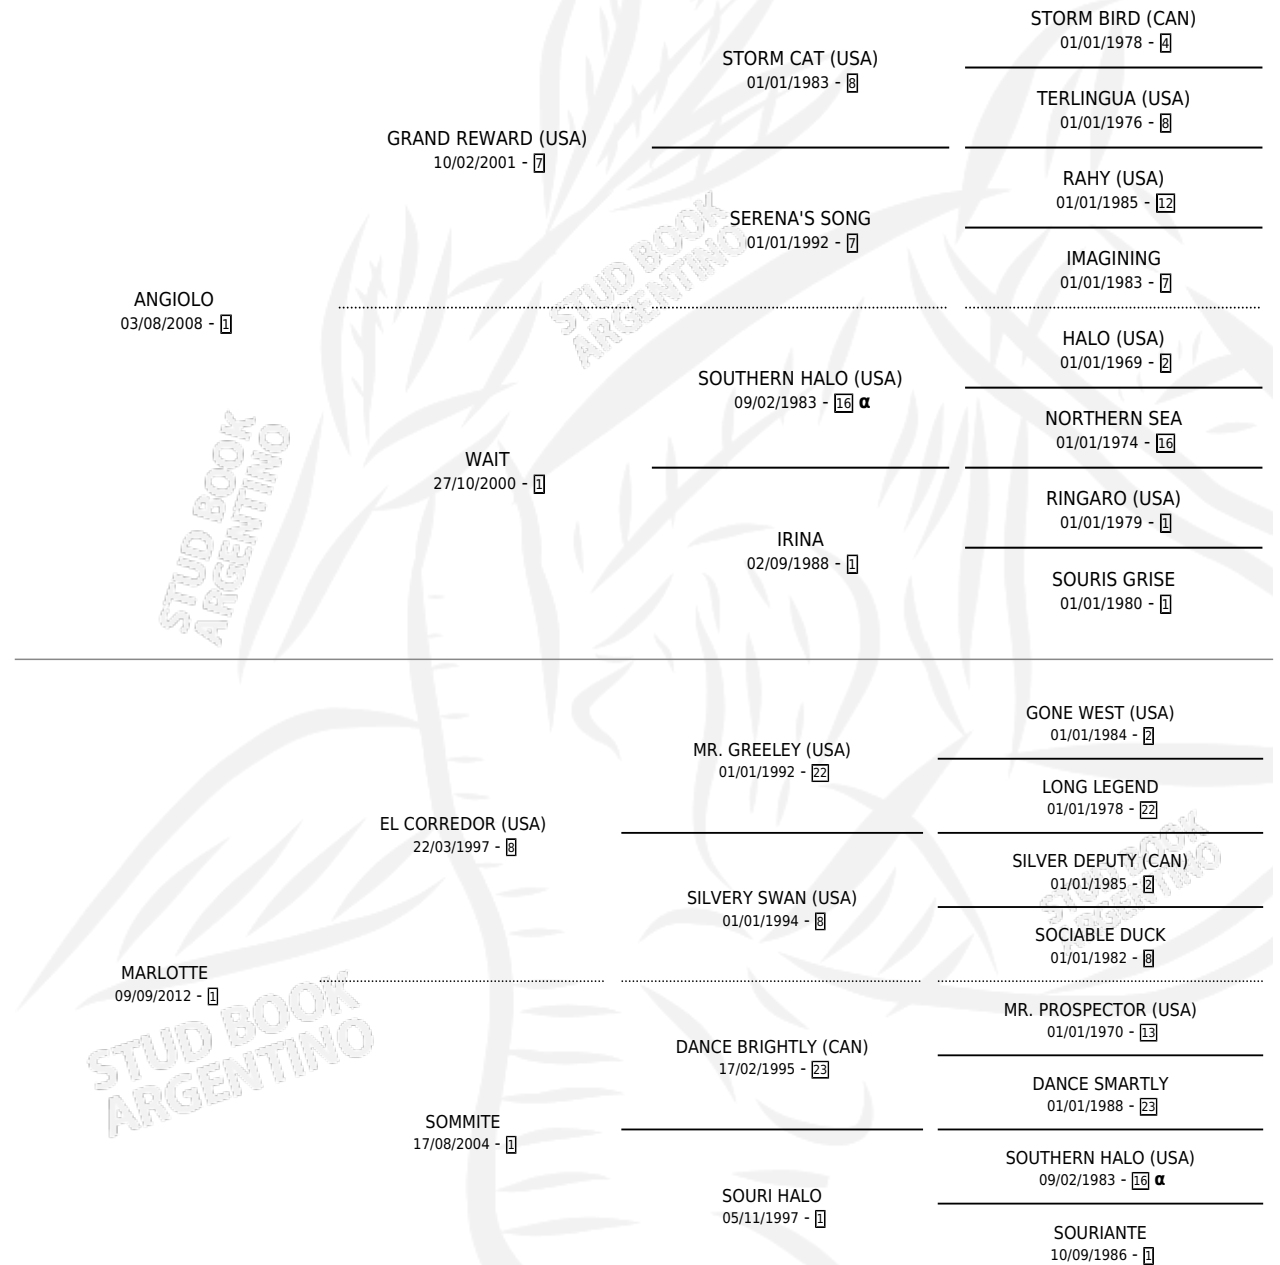 STORM BIRD (CAN)
01/01/1978 - 4
STORM CAT (USA)
01/01/1983 - 8
TERLINGUA (USA)
01/01/1976 - 8
GRAND REWARD (USA)
10/02/2001 - 7
RAHY (USA)
01/01/1985 - 12
SERENA'S SONG
01/01/1992 - 7
IMAGINING
01/01/1983 - 7
ANGIOLO
03/08/2008 - 1
HALO (USA)
01/01/1969 - 2
SOUTHERN HALO (USA)
09/02/1983 - 16 α
NORTHERN SEA
01/01/1974 - 16
WAIT
27/10/2000 - 1
RINGARO (USA)
01/01/1979 - 1
IRINA
02/09/1988 - 1
SOURIS GRISE
01/01/1980 - 1
GONE WEST (USA)
01/01/1984 - 2
MR. GREELEY (USA)
01/01/1992 - 22
LONG LEGEND
01/01/1978 - 22
EL CORREDOR (USA)
22/03/1997 - 8
SILVER DEPUTY (CAN)
01/01/1985 - 2
SILVERY SWAN (USA)
01/01/1994 - 8
SOCIABLE DUCK
01/01/1982 - 8
MARLOTTE
09/09/2012 - 1
MR. PROSPECTOR (USA)
01/01/1970 - 13
DANCE BRIGHTLY (CAN)
17/02/1995 - 23
DANCE SMARTLY
01/01/1988 - 23
SOMMITE
17/08/2004 - 1
SOUTHERN HALO (USA)
09/02/1983 - 16 α
SOURI HALO
05/11/1997 - 1
SOURIANTE
10/09/1986 - 1
STUD BOOK
ARGENTINO
STUD BOOK
ARGENTINO
STUD BOOK
ARGENTINO
STUD BOOK
ARGENTINO